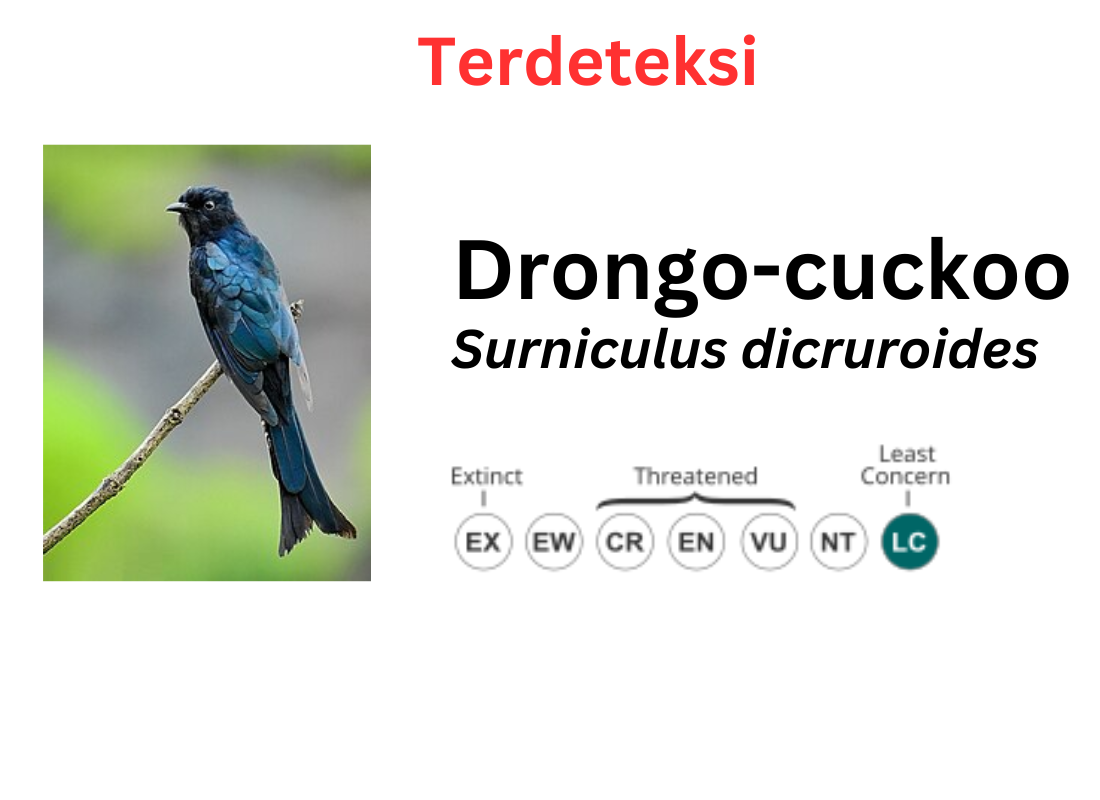 Terdeteksi
Drongo-cuckoo
Surniculus dicruroides
Least
Extinct Threatened Concern
EX EW CR EN VU NT LC